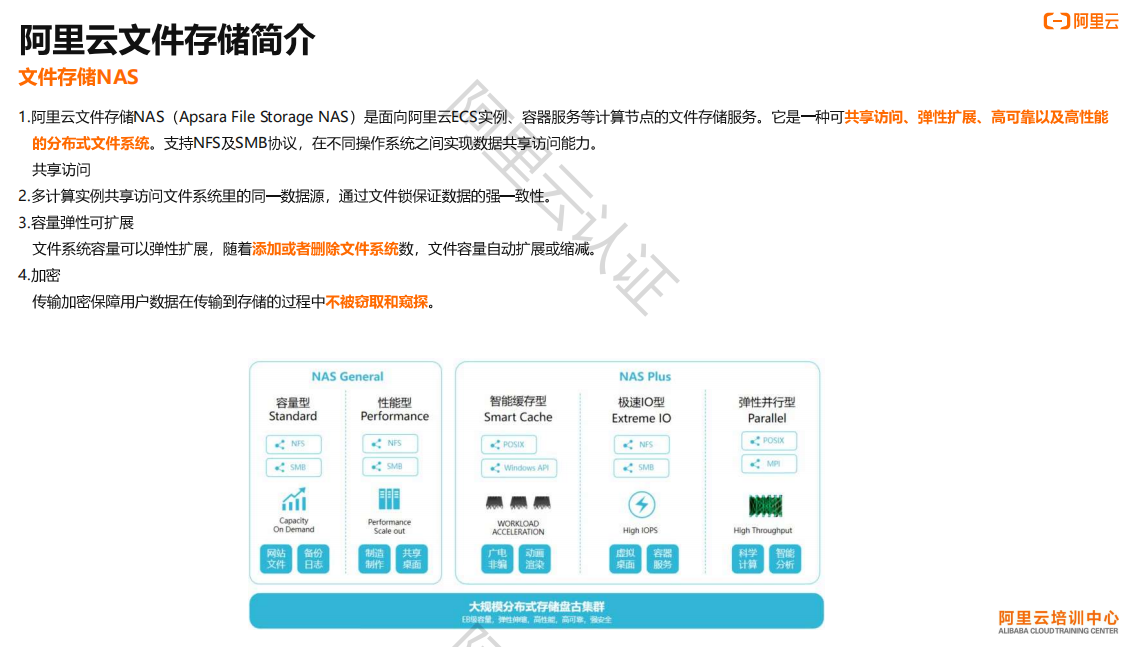 阿里云文件存储简介
阿里云
文件存储NAS
1.阿里云文件存储NAS（Apsara File Storage NAS）是面向阿里云ECS实例、容器服务等计算节点的文件存储服务。它是一种可共享访问、弹性扩展、高可靠以及高性能
的分布式文件系统。支持NFS及SMB协议，在不同操作系统之间实现数据共享访问能力。
共享访问
2.多计算实例共享访问文件系统里的同一数据源，通过文件锁保证数据的强一致性。
3.容量弹性可扩展
文件系统容量可以弹性扩展，随着添加或者删除文件系统数，文件容量自动扩展或缩减。
4.加密
传输加密保障用户数据在传输到存储的过程中不被窃取和窥探。
阿里云认证
NAS General
容量型
Standard
NFS
SMB
Capacity
On Demand
网站
文件
备份
日志
性能型
Performance
NFS
SMB
Performance
Scale out
制造
制作
共享
桌面
NAS Plus
智能缓存型
Smart Cache
POSIX
Windows API
WORKLOAD
ACCELERATION
广电
非编
动画
渲染
极速IO型
Extreme IO
NFS
SMB
High IOPS
虚拟
桌面
容器
服务
弹性并行型
Parallel
POSIX
MPI
High Throughput
科学
计算
智能
分析
大规模分布式存储盘古集群
EB级容量，弹性伸缩，高性能，高可靠，强安全
阿里云培训中心
ALIBABA CLOUD TRAINING CENTER